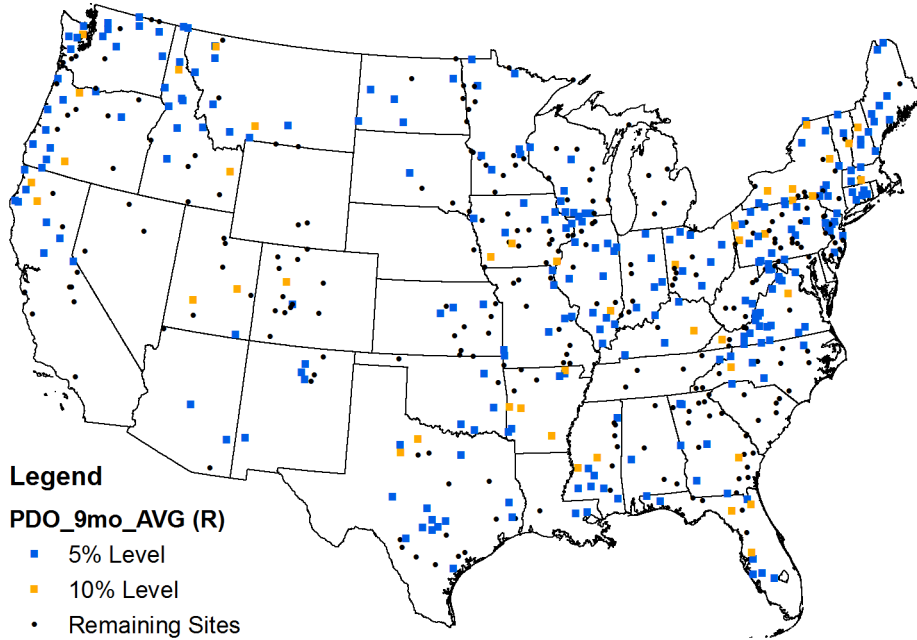 Legend
PDO_9mo_AVG (R)
5% Level
10% Level
Remaining Sites